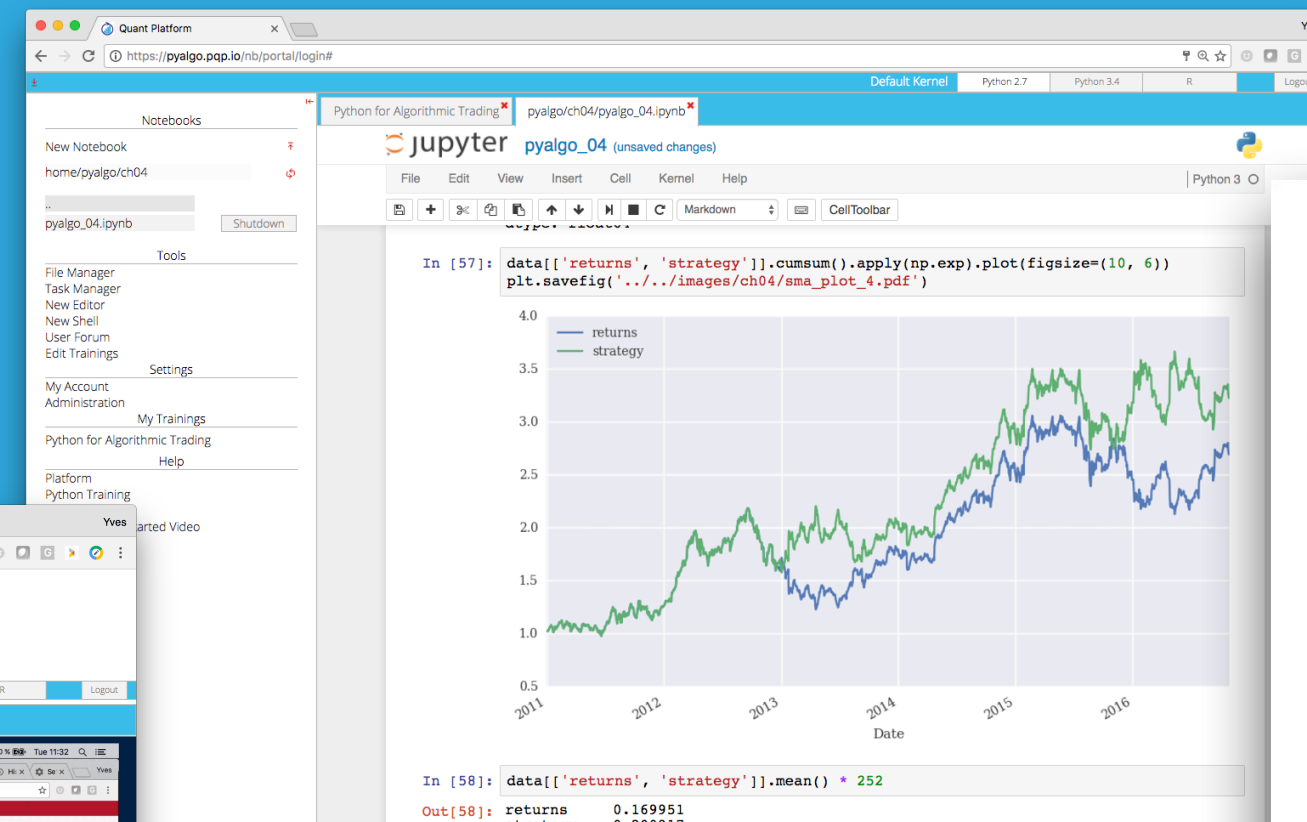 Quant Platform
https://pyalgo.pqp.io/nb/portal/login#
Default Kernel Python 2.7 Python 3.4 R Logou
Notebooks
New Notebook
home/pyalgo/ch04
..
pyalgo_04.ipynb Shutdown
Tools
File Manager
Task Manager
New Editor
New Shell
User Forum
Edit Trainings
Settings
My Account
Administration
My Trainings
Python for Algorithmic Trading
Help
Platform
Python Training
arted Video
Python for Algorithmic Trading pyalgo/ch04/pyalgo_04.ipynb
jupyter pyalgo_04 (unsaved changes)
File Edit View Insert Cell Kernel Help Python 3
Markdown CellToolbar
In [57]: data[['returns', 'strategy']].cumsum().apply(np.exp).plot(figsize=(10, 6))
plt.savefig('../../images/ch04/sma_plot_4.pdf')
returns
strategy
4.0
3.5
3.0
2.5
2.0
1.5
1.0
0.5
2011 2012 2013 2014 2015 2016
Date
In [58]: data[['returns', 'strategy']].mean() * 252
Out[58]: returns 0.169951
Yves
R Logout
Tue 11:32
Se Yves